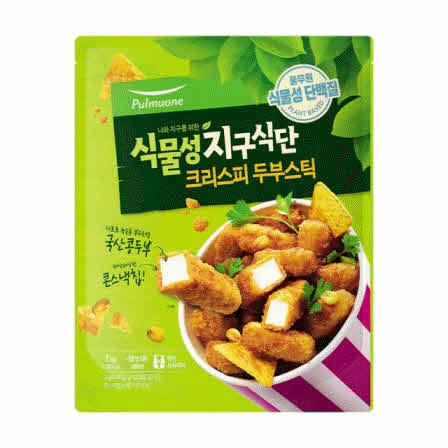 Pulmuone
풀무원
식물성 단백질
PLANT BASED
나와 지구를 위한
식물성 지구식단
크리스피 두부스틱
국산콩두부
콘스낵칩!
1kg